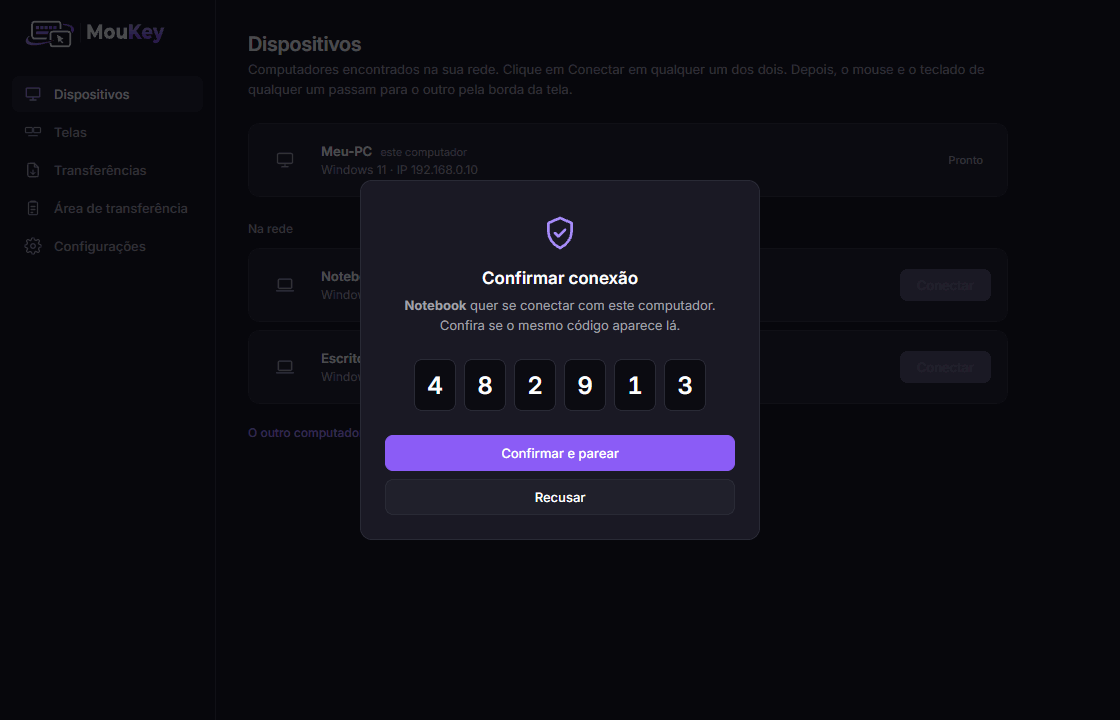 MouKey
Dispositivos
Telas
Transferências
Área de transferência
Configurações
Dispositivos
Computadores encontrados na sua rede. Clique em Conectar em qualquer um dos dois. Depois, o mouse e o teclado de
qualquer um passam para o outro pela borda da tela.
Meu-PC este computador
Windows 11 · IP 192.168.0.10
Pronto
Na rede
Conectar
Conectar
O outro
Confirmar conexão
Notebook quer se conectar com este computador.
Confira se o mesmo código aparece lá.
4 8 2 9 1 3
Confirmar e parear
Recusar